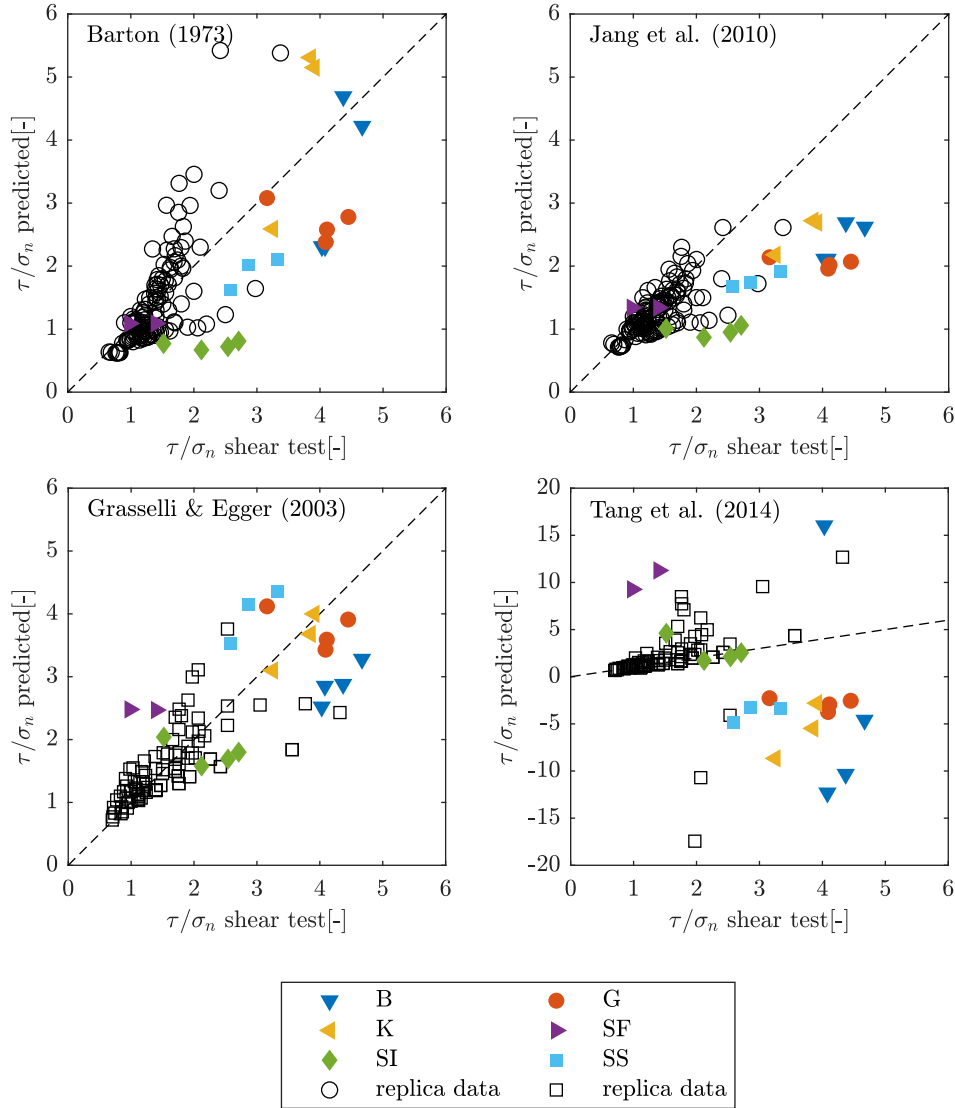 Barton (1973)
6
5
4
3
2
1
0
τ/σn predicted[-]
0 1 2 3 4 5 6
τ/σn shear test[-]
Jang et al. (2010)
6
5
4
3
2
1
0
τ/σn predicted[-]
0 1 2 3 4 5 6
τ/σn shear test[-]
Grasselli & Egger (2003)
6
5
4
3
2
1
0
τ/σn predicted[-]
0 1 2 3 4 5 6
τ/σn shear test[-]
Tang et al. (2014)
20
15
10
5
0
-5
-10
-15
-20
τ/σn predicted[-]
0 1 2 3 4 5 6
τ/σn shear test[-]
B G
K SF
SI SS
replica data replica data